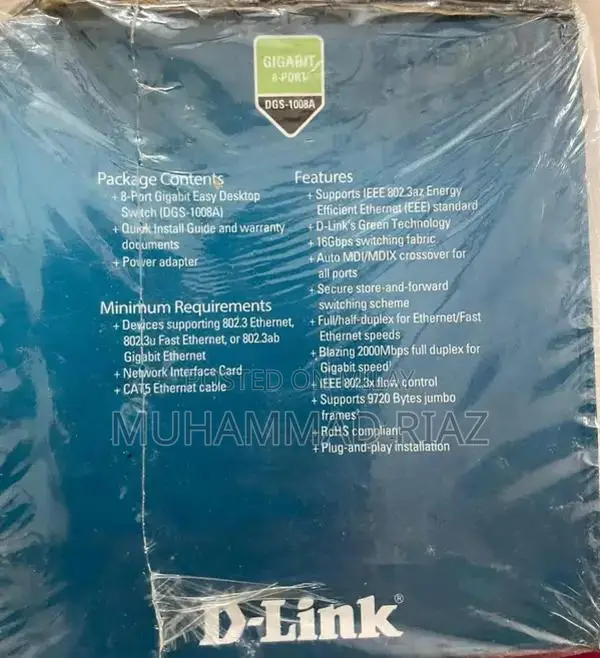 GIGABIT
8-PORT
DGS-1008A
Package Contents
+ 8-Port Gigabit Easy Desktop
Switch (DGS-1008A)
+ Quick Install Guide and warranty
documents
+ Power adapter
Minimum Requirements
+ Devices supporting 802.3 Ethernet,
802.3u Fast Ethernet, or 802.3ab
Gigabit Ethernet
+ Network Interface Card
+ CAT5 Ethernet cable
Features
+ Supports IEEE 802.3az Energy
Efficient Ethernet (EEE) standard
+ D-Link's Green Technology
+ 16Gbps switching fabric
+ Auto MDI/MDIX crossover for
all ports
+ Secure store-and-forward
switching scheme
+ Full/half-duplex for Ethernet/Fast
Ethernet speeds
+ Blazing 2000Mbps full duplex for
Gigabit speed
+ IEEE 802.3x flow control
+ Supports 9720 Bytes jumbo
frames
+ RoHS compliant
+ Plug-and-play installation
POSTED ON JIJI
MUHAMMAD RIAZ
D-Link®